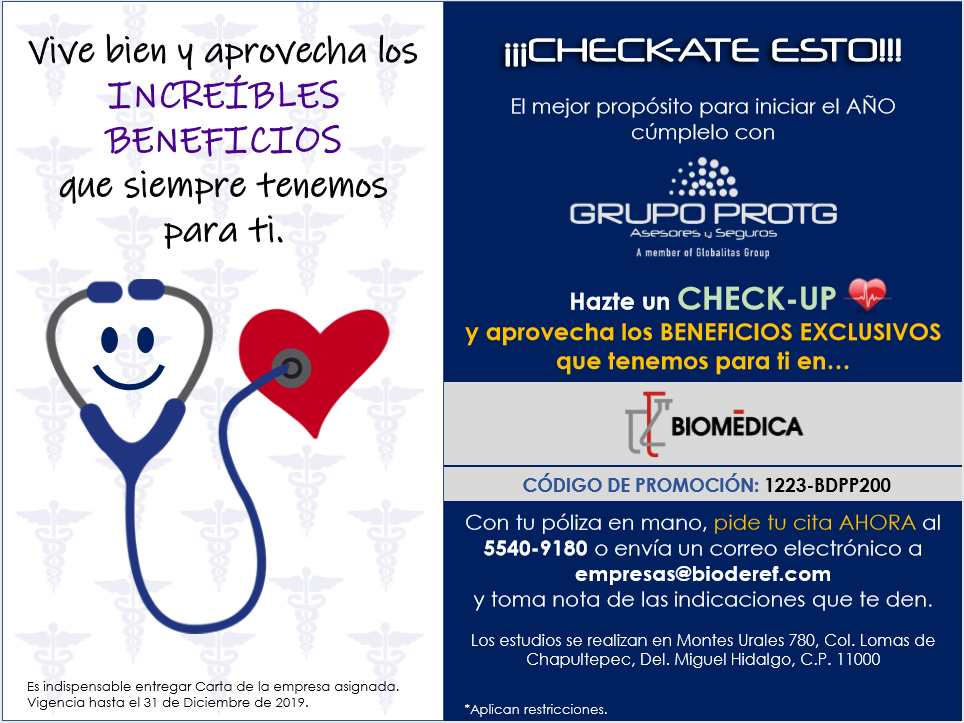 Vive bien y aprovecha los
INCREÍBLES
BENEFICIOS
que siempre tenemos
para ti.
Es indispensable entregar Carta de la empresa asignada.
Vigencia hasta el 31 de Diciembre de 2019.
¡¡¡CHECK-ATE ESTO!!!
El mejor propósito para iniciar el AÑO
cúmplelo con
GRUPO PROTG
Asesores y Seguros
A member of Globalitas Group
Hazte un CHECK-UP
y aprovecha los BENEFICIOS EXCLUSIVOS
que tenemos para ti en…
BIOMĒDICA
CÓDIGO DE PROMOCIÓN: 1223-BDPP200
Con tu póliza en mano, pide tu cita AHORA al
5540-9180 o envía un correo electrónico a
empresas@bioderef.com
y toma nota de las indicaciones que te den.
Los estudios se realizan en Montes Urales 780, Col. Lomas de
Chapultepec, Del. Miguel Hidalgo, C.P. 11000
*Aplican restricciones.